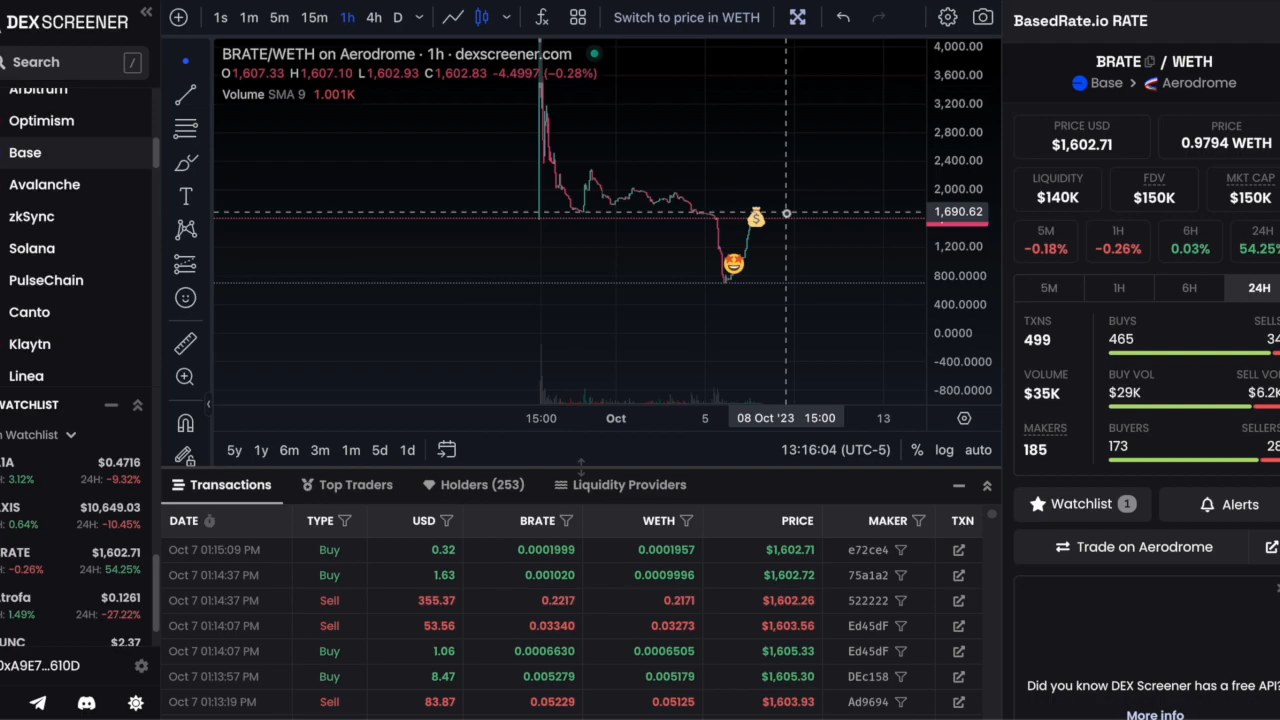 DEX SCREENER
Search
/
Arbitrum
Optimism
Base
Avalanche
zkSync
Solana
PulseChain
Canto
Klaytn
Linea
WATCHLIST
Watchlist
$0.4716
3.12%
24H: -9.32%
AXIS
$10,649.03
0.64%
24H: -10.45%
RATE
$1,602.71
-0.26%
24H: 54.25%
trofa
$0.1261
1.49%
24H: -27.22%
UNC
$2.37
0xA9E7...610D
1s 1m 5m 15m 1h 4h D
Switch to price in WETH
BRATE/WETH on Aerodrome · 1h · dexscreener.com
O1,607.33 H1,607.10 L1,602.93 C1,602.83 -4.4997 (-0.28%)
Volume SMA 9 1.001K
4,000.00
3,600.00
3,200.00
2,800.00
2,400.00
2,000.00
1,690.62
1,200.00
800.0000
400.0000
0.0000
-400.0000
-800.0000
15:00 Oct 5 08 Oct '23 15:00 13
5y 1y 6m 3m 1m 5d 1d
13:16:04 (UTC-5) % log auto
Transactions Top Traders Holders (253) Liquidity Providers
DATE TYPE USD BRATE WETH PRICE MAKER TXN
Oct 7 01:15:09 PM Buy 0.32 0.0001999 0.0001957 $1,602.71 e72ce4
Oct 7 01:14:37 PM Buy 1.63 0.001020 0.0009996 $1,602.72 75a1a2
Oct 7 01:14:37 PM Sell 355.37 0.2217 0.2171 $1,602.26 522222
Oct 7 01:14:07 PM Sell 53.56 0.03340 0.03273 $1,603.56 Ed45dF
Oct 7 01:14:07 PM Buy 1.06 0.0006630 0.0006505 $1,605.33 Ed45dF
Oct 7 01:13:57 PM Buy 8.47 0.005279 0.005179 $1,605.30 DEc158
Oct 7 01:13:19 PM Sell 83.87 0.05229 0.05125 $1,603.93 Ad9694
BasedRate.io RATE
BRATE / WETH
Base > Aerodrome
PRICE USD
$1,602.71
PRICE
0.9794 WETH
LIQUIDITY
$140K
FDV
$150K
MKT CAP
$150K
5M
-0.18%
1H
-0.26%
6H
0.03%
24H
54.25%
5M 1H 6H 24H
TXNS
499
BUYS
465
SELLS
34
VOLUME
$35K
BUY VOL
$29K
SELL VO
$6.2K
MAKERS
185
BUYERS
173
SELLERS
28
Watchlist 1
Alerts
Trade on Aerodrome
Did you know DEX Screener has a free API?
More info